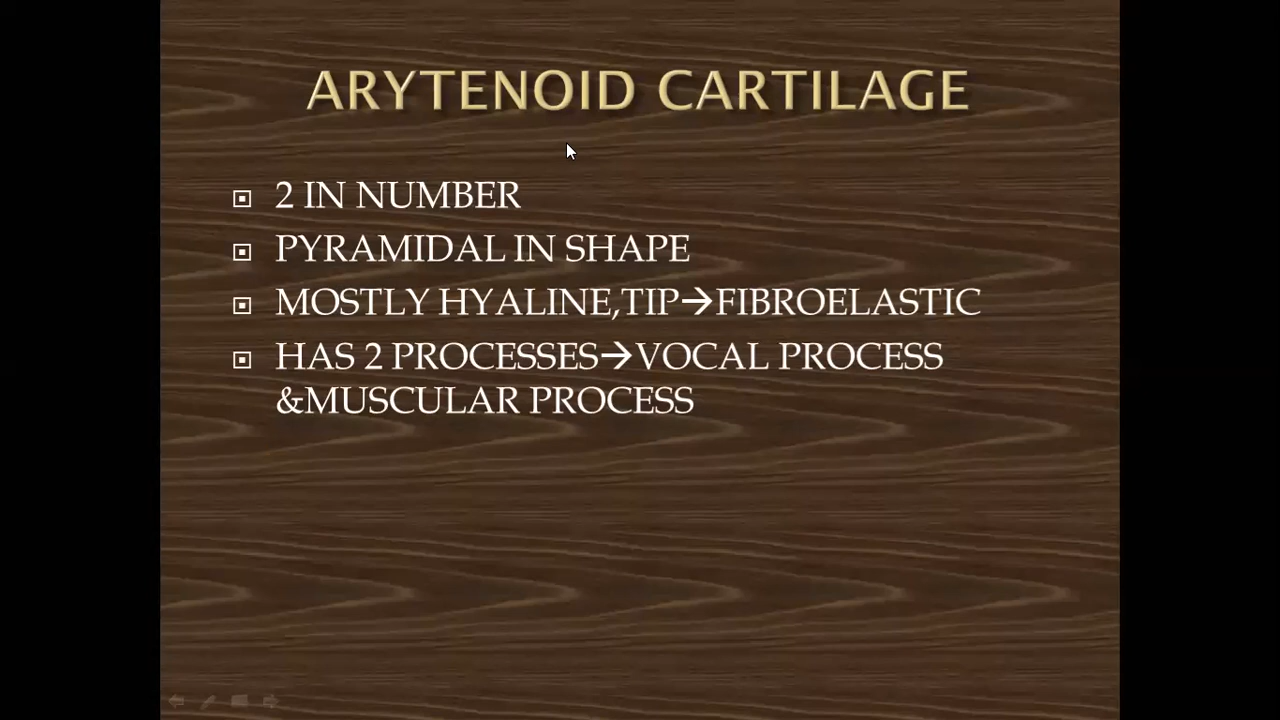 ARYTENOID CARTILAGE
2 IN NUMBER
PYRAMIDAL IN SHAPE
MOSTLY HYALINE,TIP→FIBROELASTIC
HAS 2 PROCESSES→VOCAL PROCESS
&MUSCULAR PROCESS